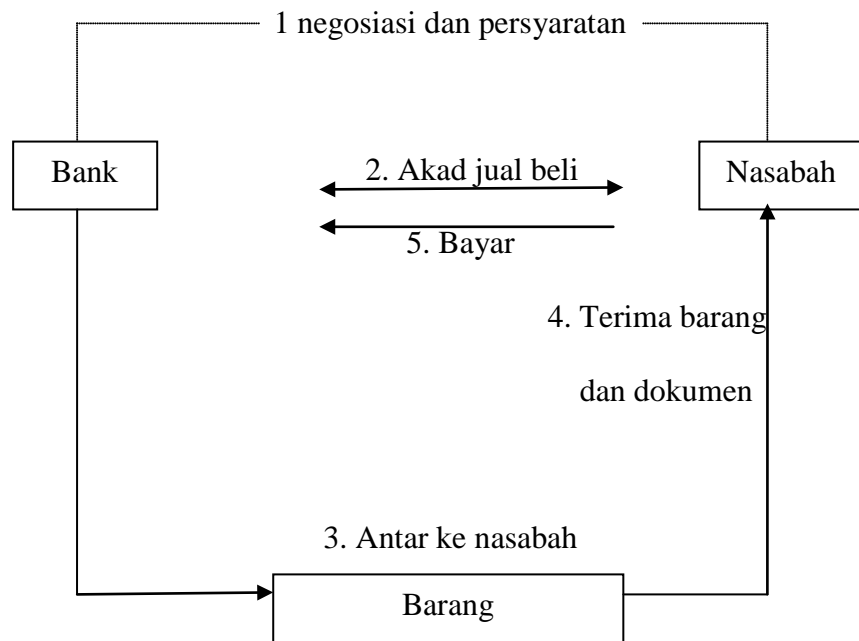 1 negosiasi dan persyaratan
Bank
2. Akad jual beli
Nasabah
5. Bayar
4. Terima barang
dan dokumen
3. Antar ke nasabah
Barang